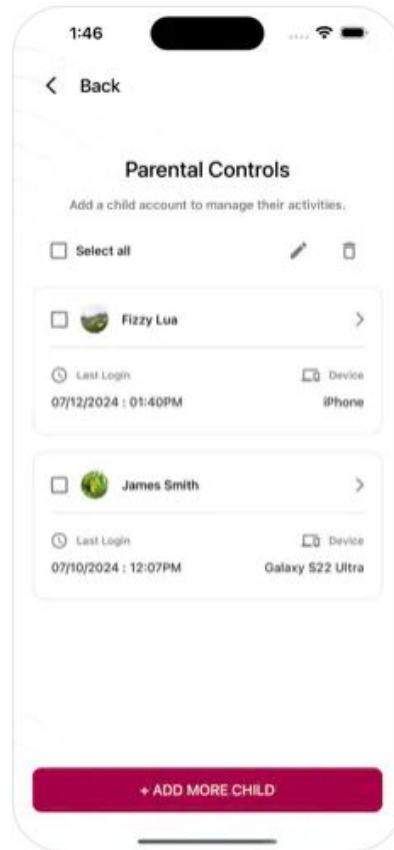 1:46
Back
Parental Controls
Add a child account to manage their activities.
Select all
Fizzy Lua
Last Login Device
07/12/2024 : 01:40PM iPhone
James Smith
Last Login Device
07/10/2024 : 12:07PM Galaxy S22 Ultra
+ ADD MORE CHILD